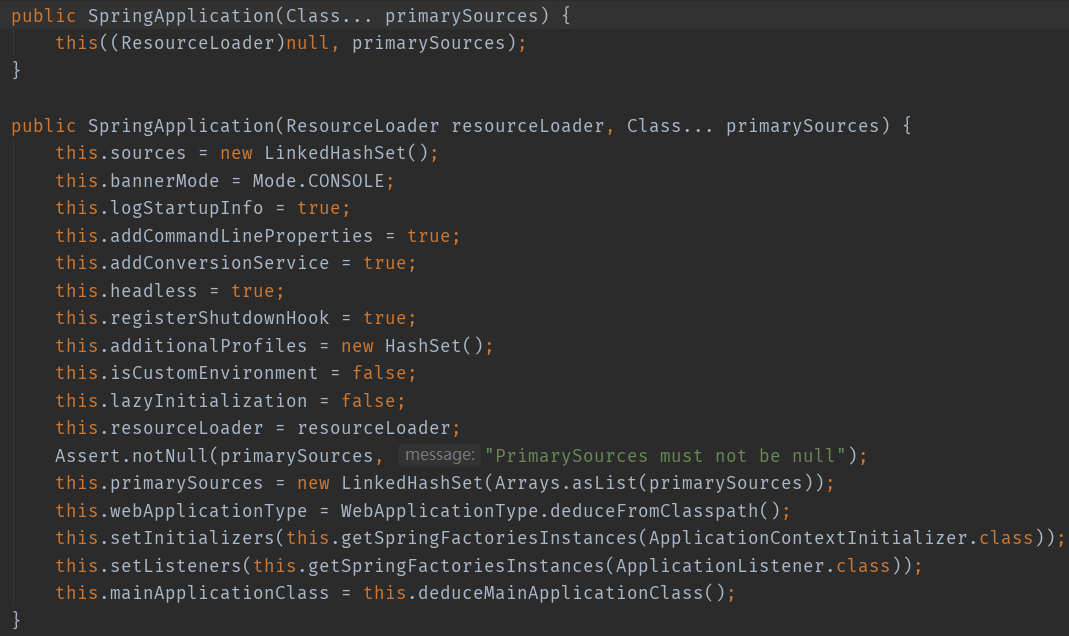 public SpringApplication(Class... primarySources) {
    this((ResourceLoader)null, primarySources);
}

public SpringApplication(ResourceLoader resourceLoader, Class... primarySources) {
    this.sources = new LinkedHashSet();
    this.bannerMode = Mode.CONSOLE;
    this.logStartupInfo = true;
    this.addCommandLineProperties = true;
    this.addConversionService = true;
    this.headless = true;
    this.registerShutdownHook = true;
    this.additionalProfiles = new HashSet();
    this.isCustomEnvironment = false;
    this.lazyInitialization = false;
    this.resourceLoader = resourceLoader;
    Assert.notNull(primarySources, message: "PrimarySources must not be null");
    this.primarySources = new LinkedHashSet(Arrays.asList(primarySources));
    this.webApplicationType = WebApplicationType.deduceFromClasspath();
    this.setInitializers(this.getSpringFactoriesInstances(ApplicationContextInitializer.class));
    this.setListeners(this.getSpringFactoriesInstances(ApplicationListener.class));
    this.mainApplicationClass = this.deduceMainApplicationClass();
}